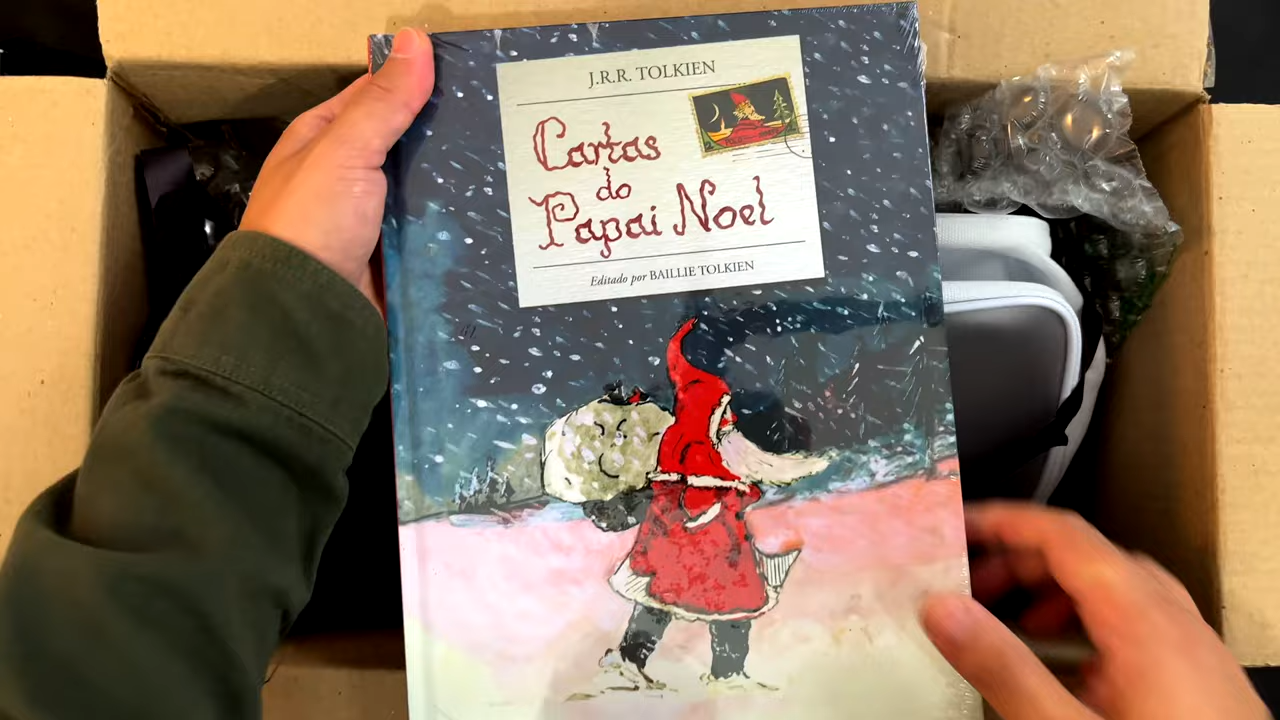 J.R.R. TOLKIEN
Cartas
do
Papai Noel
Editado por BAILLIE TOLKIEN